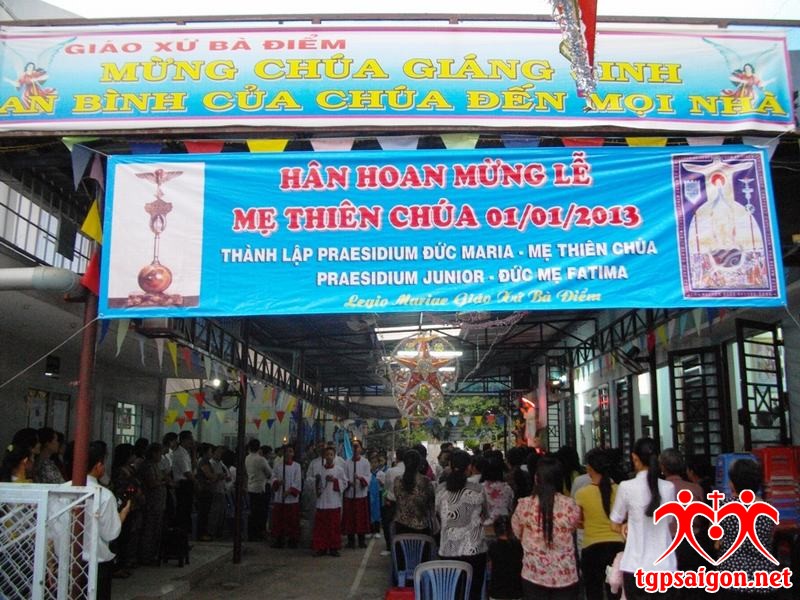 GIÁO XỨ BÀ ĐIỂM
MỪNG CHÚA GIÁNG SINH
AN BÌNH CỦA CHÚA ĐẾN MỌI NHÀ
HÂN HOAN MỪNG LỄ
MẸ THIÊN CHÚA 01/01/2013
THÀNH LẬP PRAESIDIUM ĐỨC MARIA - MẸ THIÊN CHÚA
PRAESIDIUM JUNIOR - ĐỨC MẸ FATIMA
Legio Mariae Giáo Xứ Bà Điểm
tgpsaigon.net